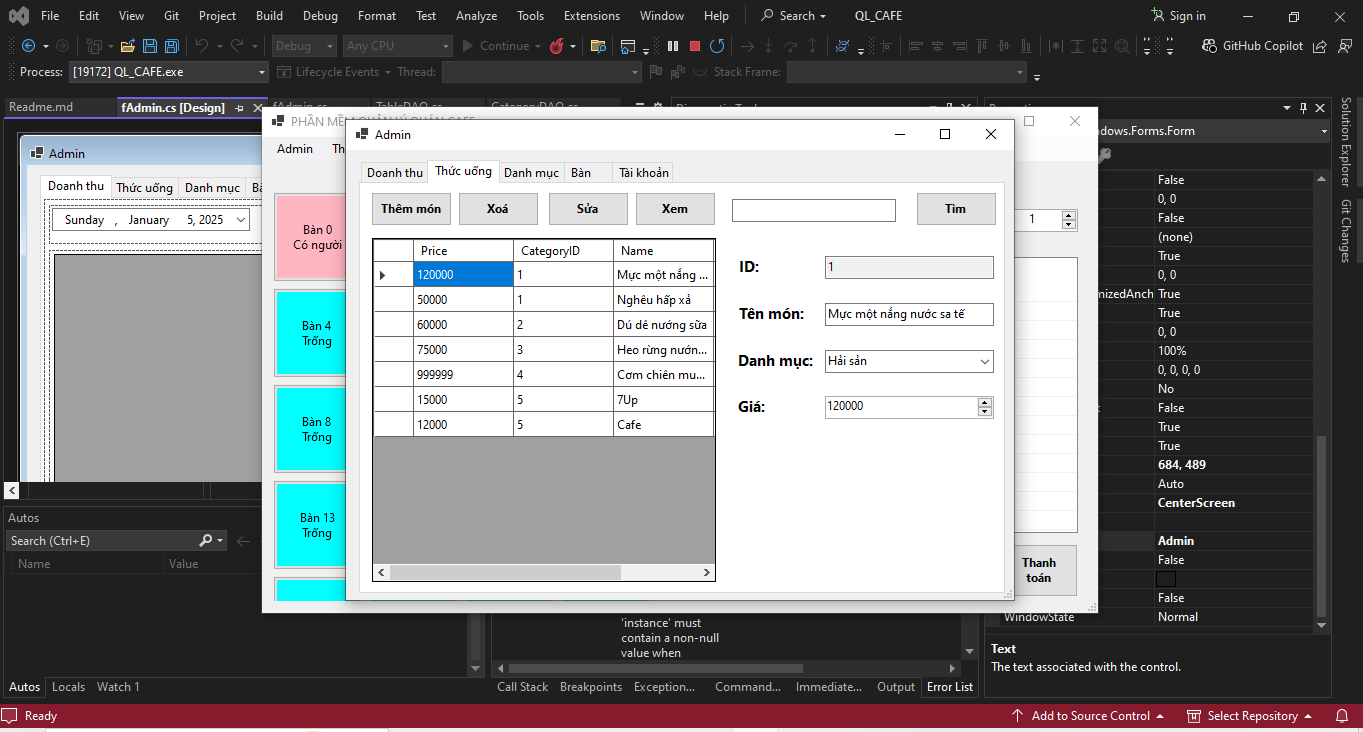 File Edit View Git Project Build Debug Format Test Analyze Tools Extensions Window Help Search QL_CAFE Sign in
Debug Any CPU Continue GitHub Copilot
Process: [19172] QL_CAFE.exe Lifecycle Events Thread: Stack Frame:
Readme.md fAdmin.cs [Design]
Admin
Doanh thu Thức uống Danh mục
Sunday , January 5, 2025
Autos
Search (Ctrl+E)
Name Value
Autos Locals Watch 1
Admin
Bàn 0
Có người
Bàn 4
Trống
Bàn 8
Trống
Bàn 13
Trống
1
Thanh
toán
Admin
Doanh thu Thức uống Danh mục Bàn Tài khoản
Thêm món Xoá Sửa Xem Tìm
Price CategoryID Name
120000 1 Mực một nắng ...
50000 1 Nghêu hấp xả
60000 2 Dú dê nướng sữa
75000 3 Heo rừng nướn...
999999 4 Cơm chiên mu...
15000 5 7Up
12000 5 Cafe
ID: 1
Tên món: Mực một nắng nước sa tế
Danh mục: Hải sản
Giá: 120000
'instance' must
contain a non-null
value when
Call Stack Breakpoints Exception... Command... Immediate... Output Error List
ndows.Forms.Form
False
0, 0
False
(none)
True
0, 0
mizedAnch True
True
0, 0
100%
0, 0, 0, 0
No
False
True
True
684, 489
Auto
CenterScreen
Admin
False
False
WindowState Normal
Text
The text associated with the control.
Solution Explorer
Git Changes
Ready Add to Source Control Select Repository